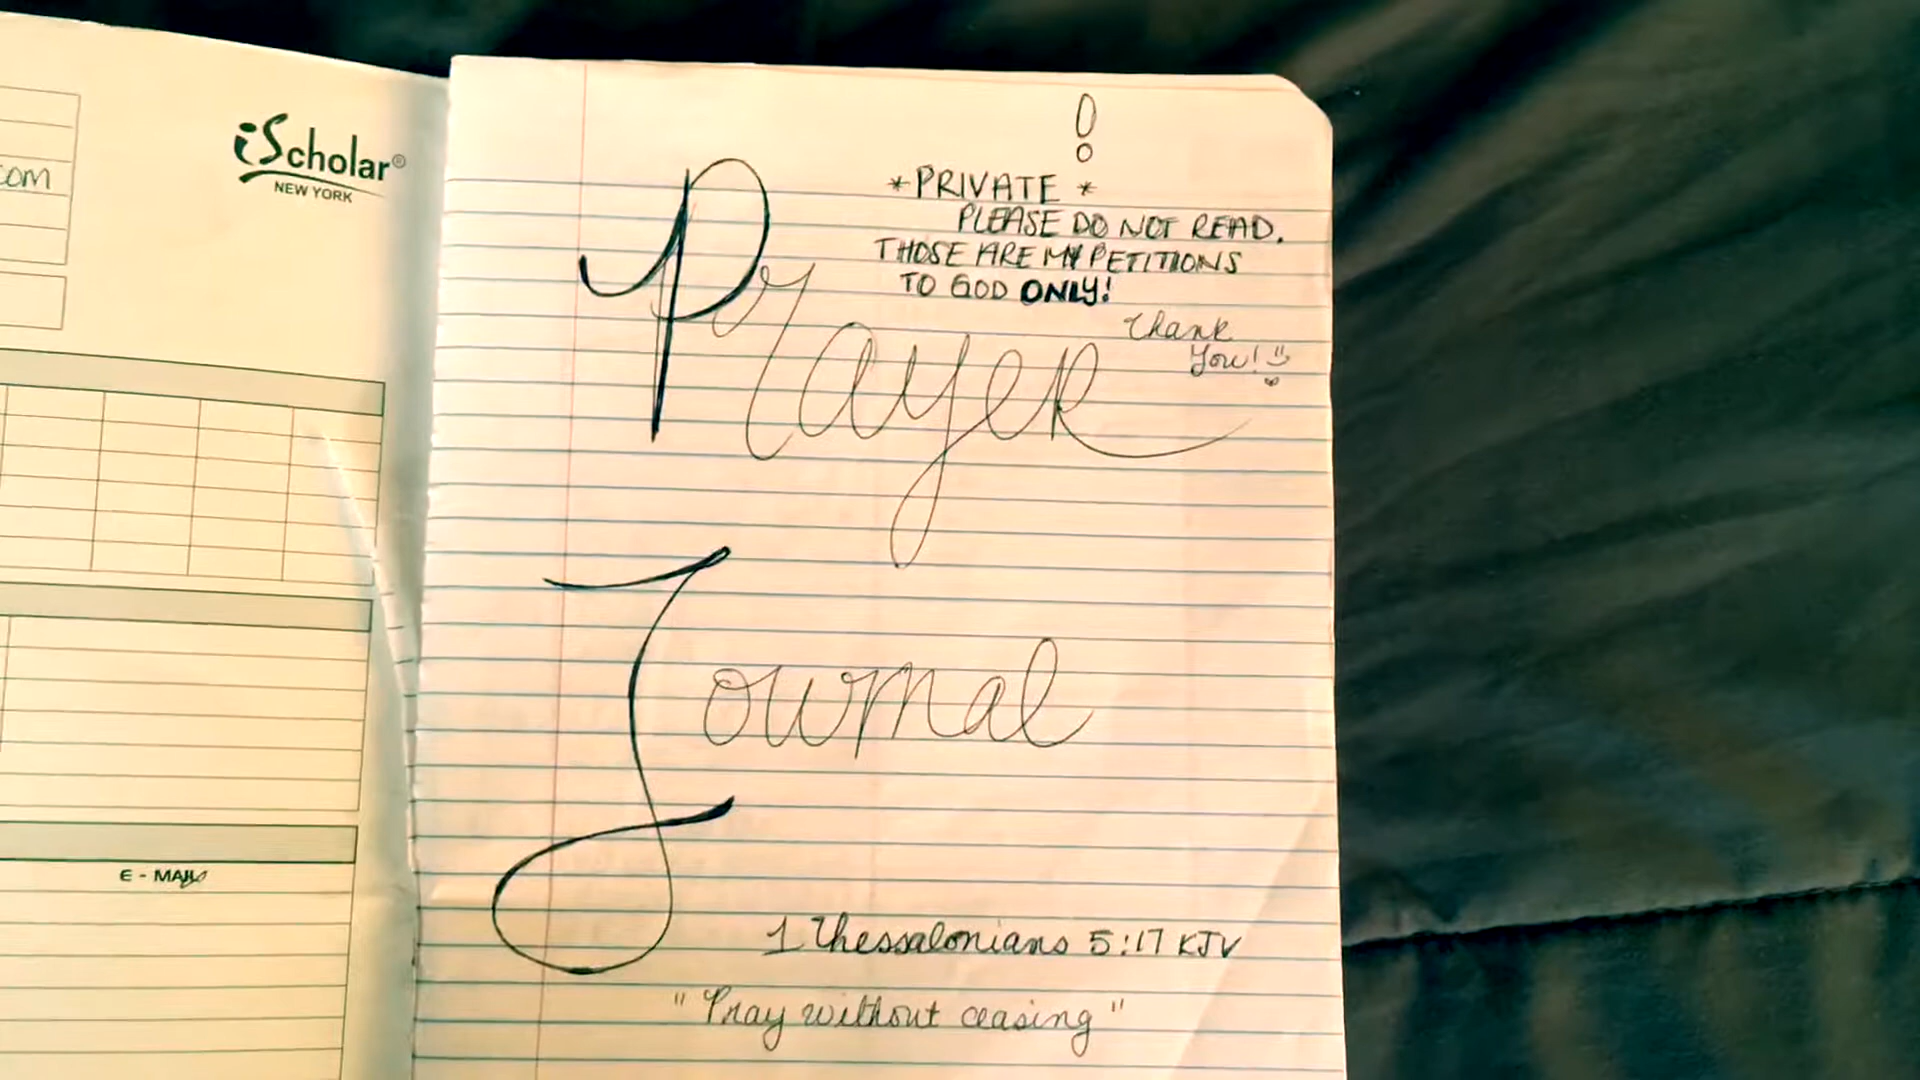 com
iScholar®
NEW YORK
E - MAIL
!
*PRIVATE *
PLEASE DO NOT READ.
THOSE ARE MY PETITIONS
TO GOD ONLY!
Thank
You! :)
Prayer
Journal
1 Thessalonians 5:17 KJV
"Pray without ceasing"